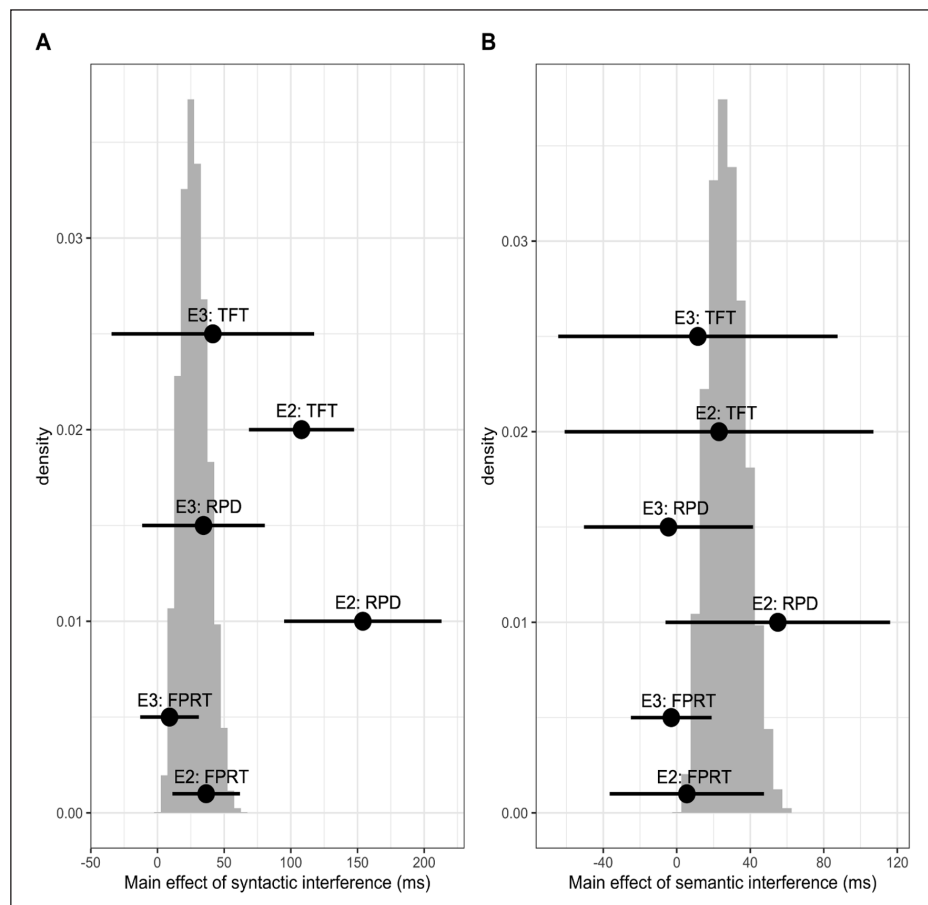 A
B
0.03
0.02
0.01
0.00
density
E3: TFT
E2: TFT
E3: RPD
E2: RPD
E3: FPRT
E2: FPRT
-50 0 50 100 150 200
Main effect of syntactic interference (ms)
0.03
0.02
0.01
0.00
density
E3: TFT
E2: TFT
E3: RPD
E2: RPD
E3: FPRT
E2: FPRT
-40 0 40 80 120
Main effect of semantic interference (ms)